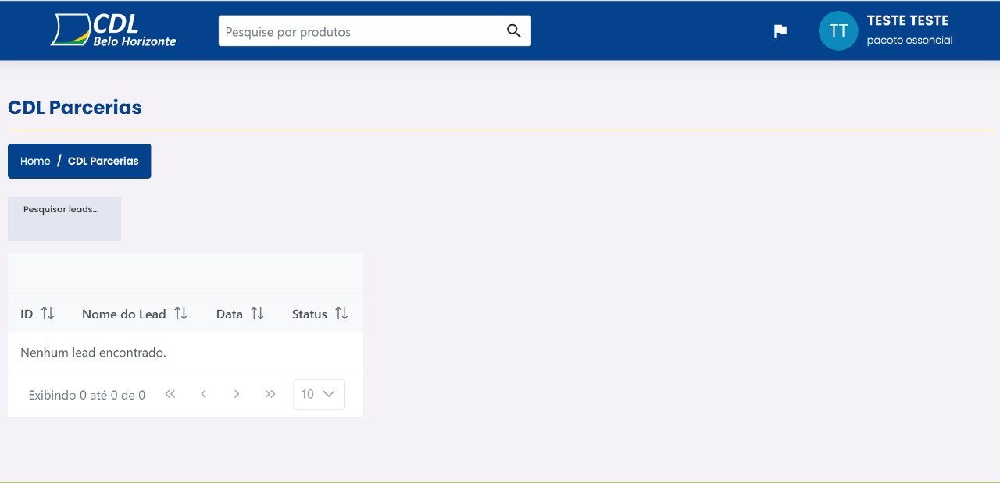 CDL
Belo Horizonte
Pesquise por produtos
TT
TESTE TESTE
pacote essencial
CDL Parcerias
Home / CDL Parcerias
Pesquisar leads...
ID Nome do Lead Data Status
Nenhum lead encontrado.
Exibindo 0 até 0 de 0 10